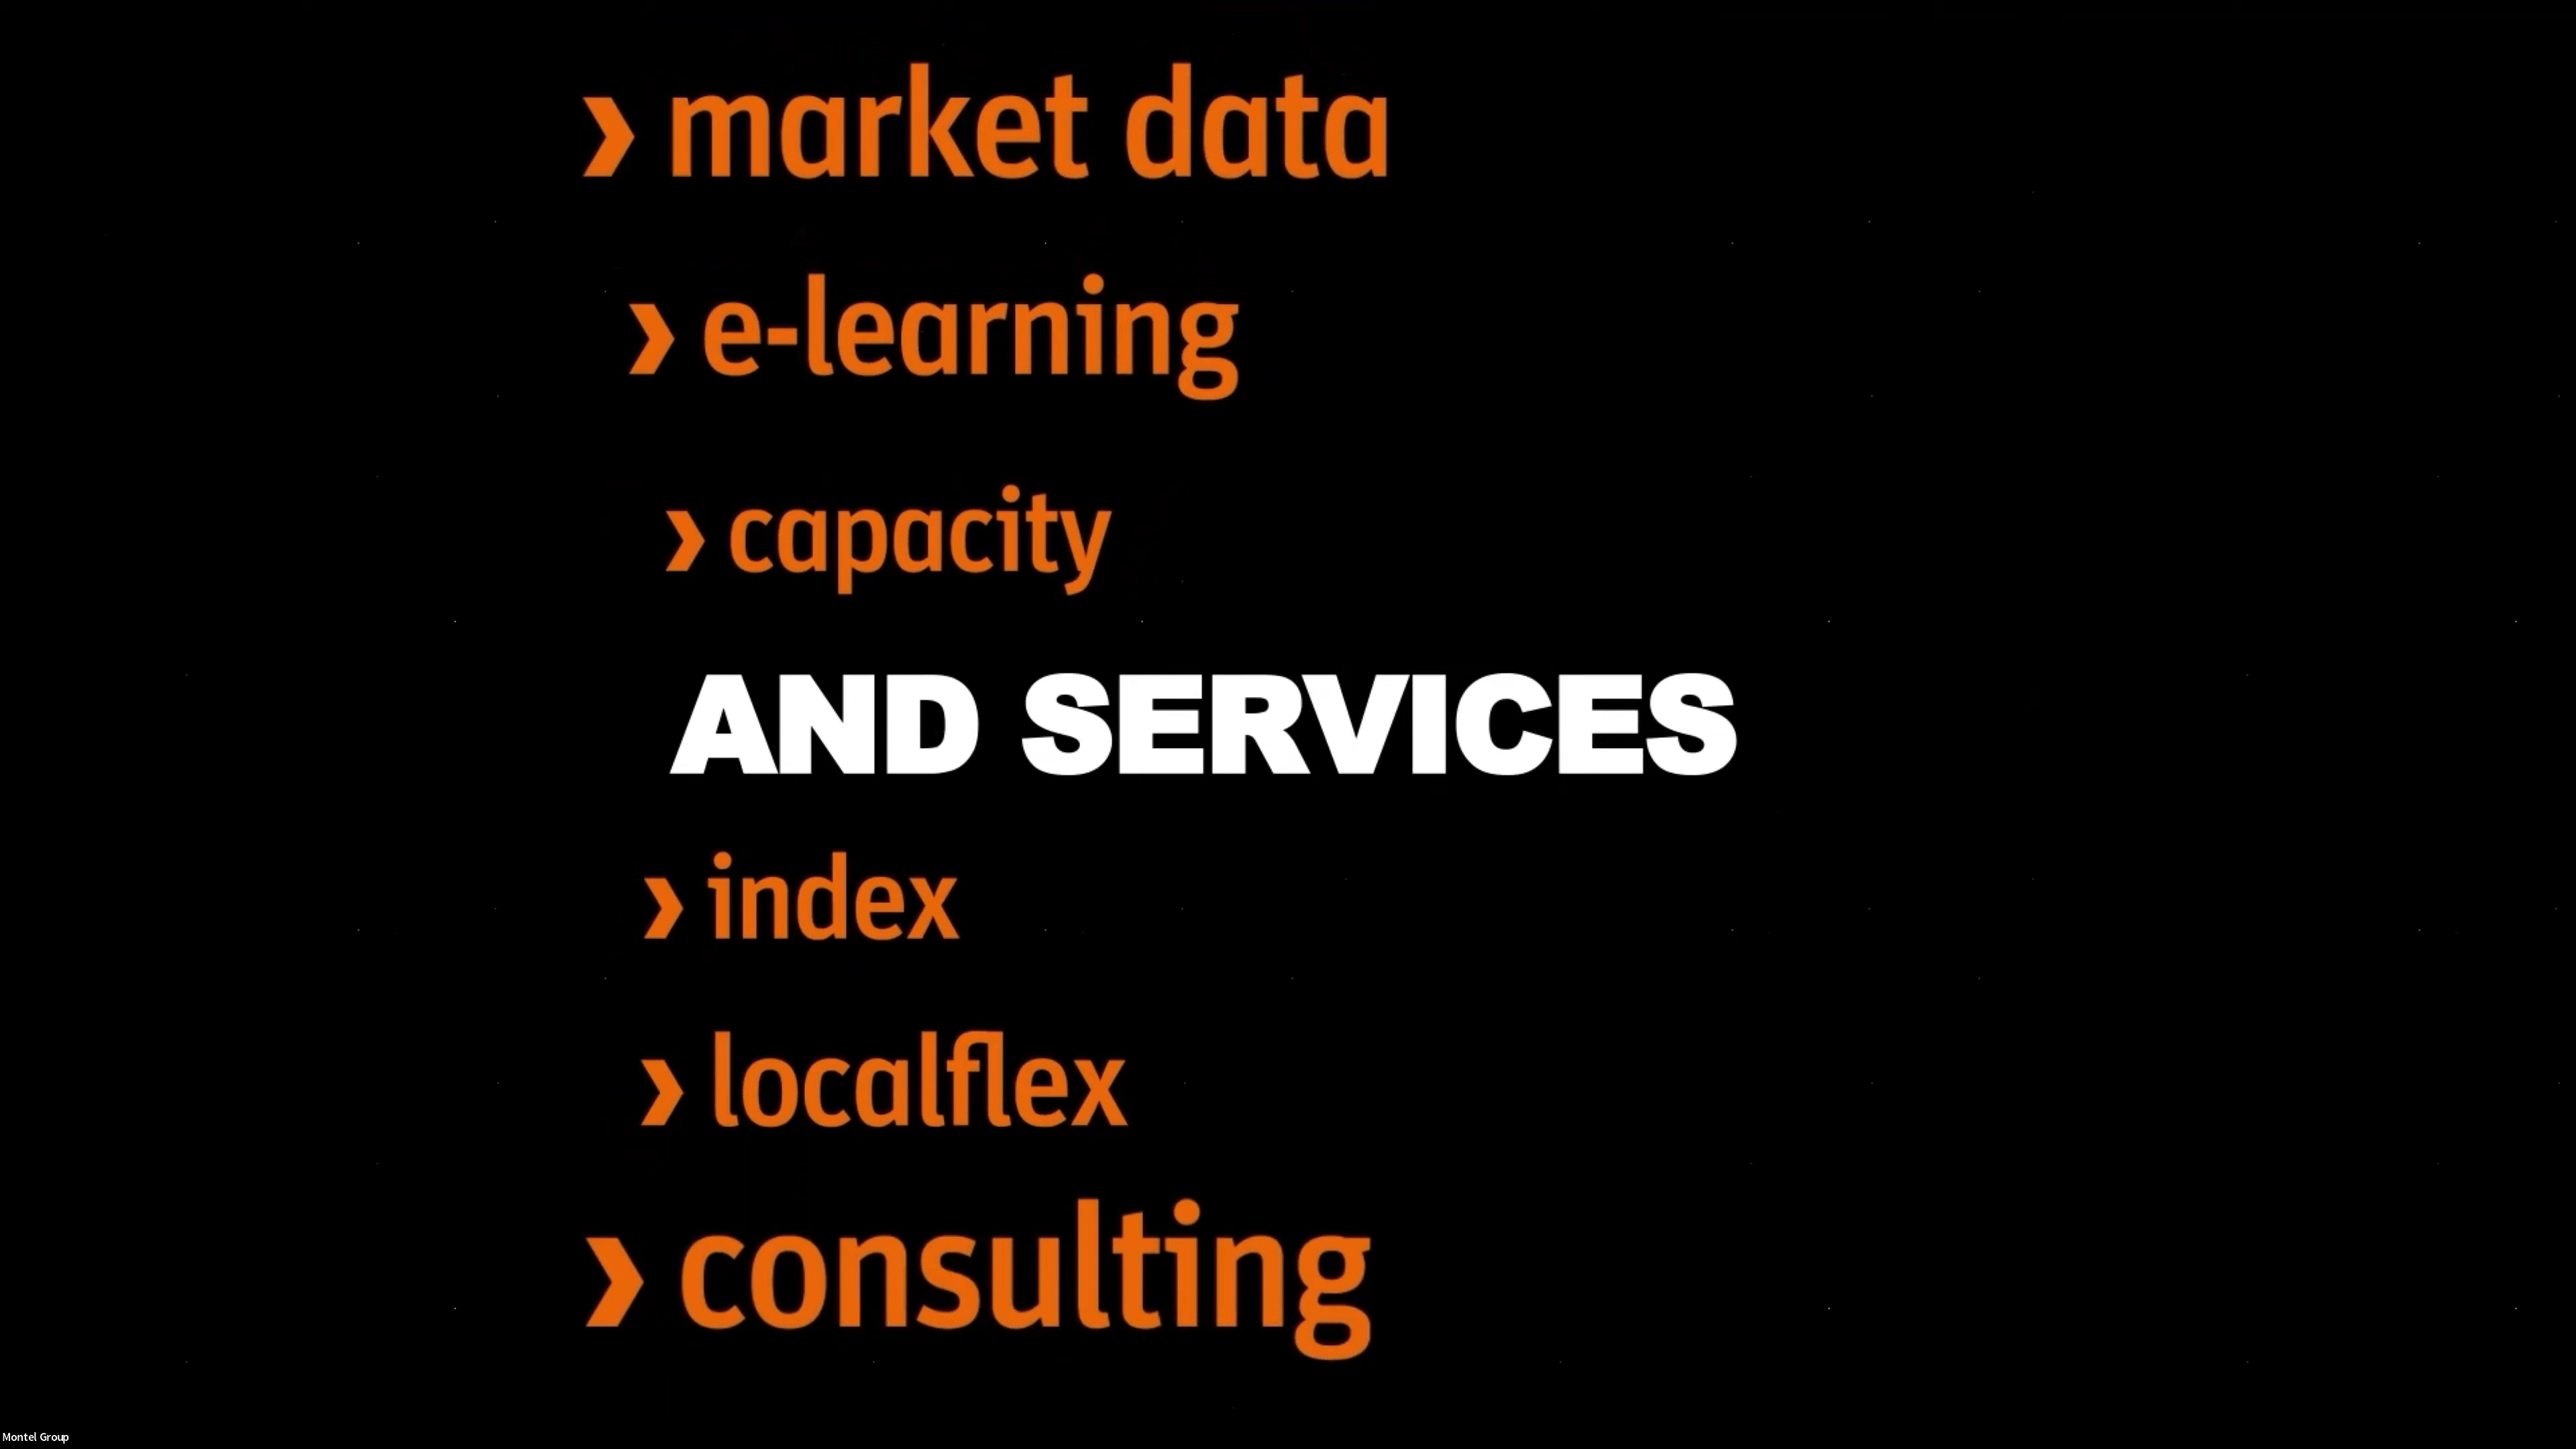 › market data
› e-learning
› capacity
AND SERVICES
› index
› localflex
› consulting
Montel Group